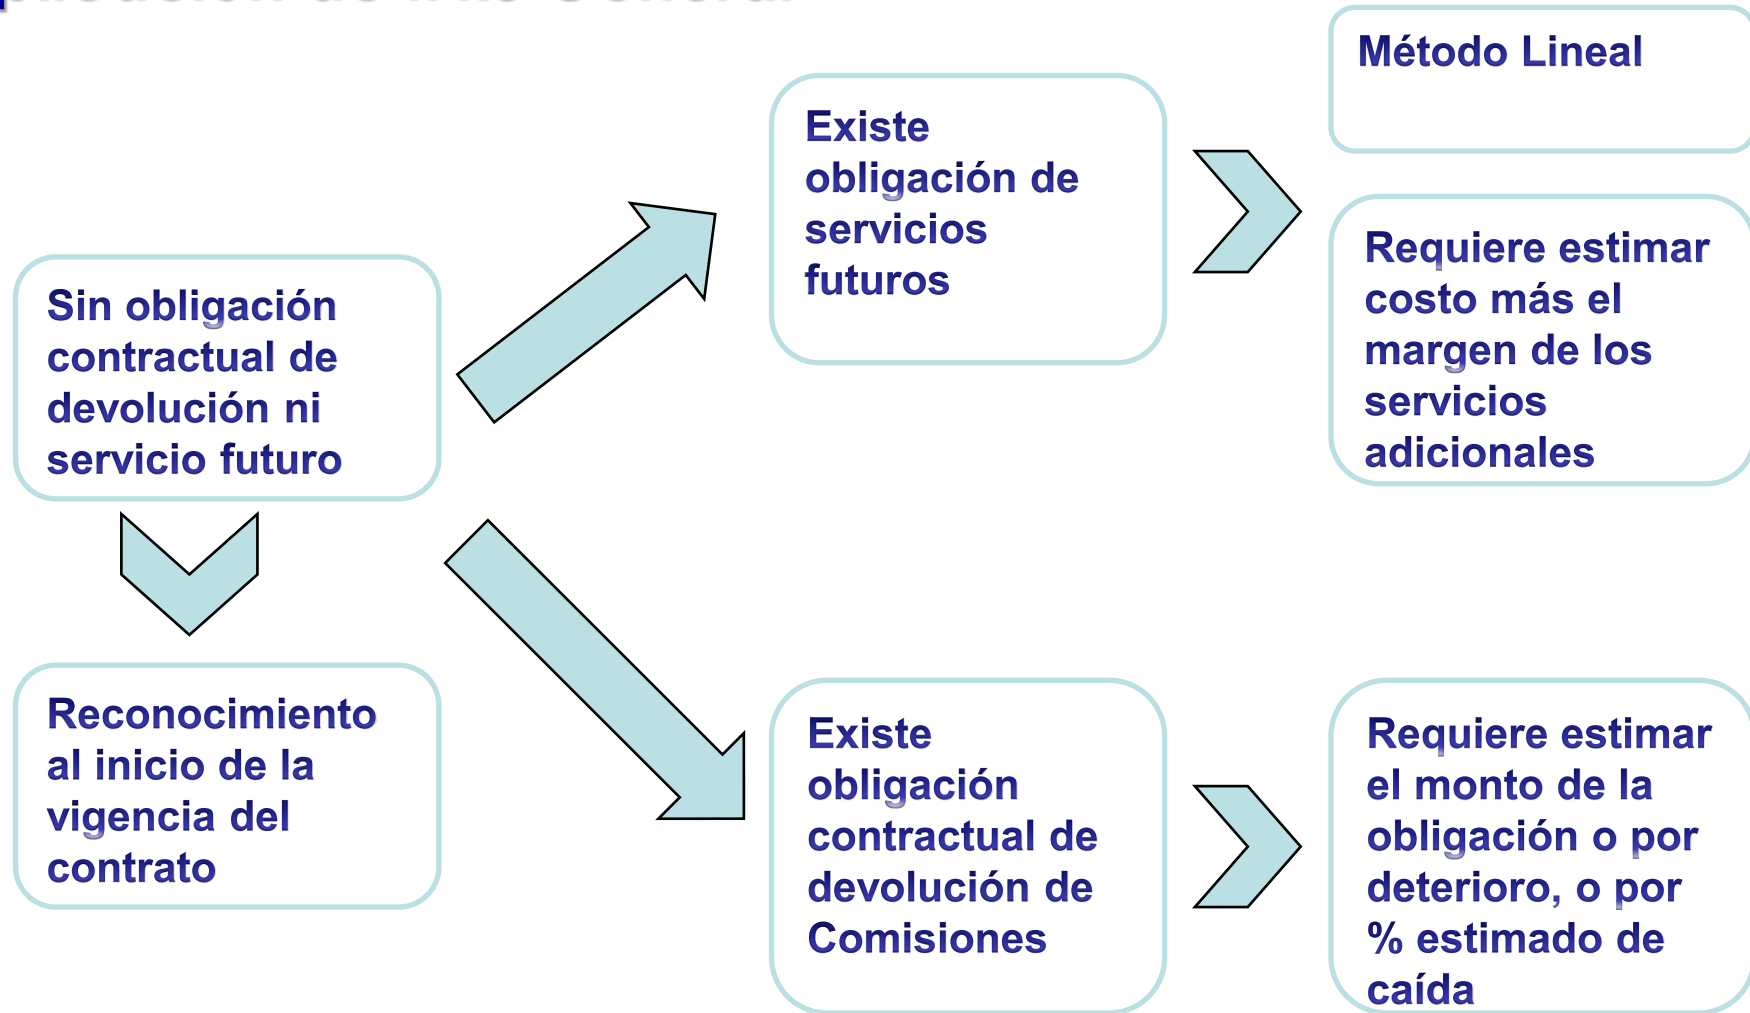 Sin obligación
contractual de
devolución ni
servicio futuro
Reconocimiento
al inicio de la
vigencia del
contrato
Existe
obligación de
servicios
futuros
Método Lineal
Requiere estimar
costo más el
margen de los
servicios
adicionales
Existe
obligación
contractual de
devolución de
Comisiones
Requiere estimar
el monto de la
obligación o por
deterioro, o por
% estimado de
caída